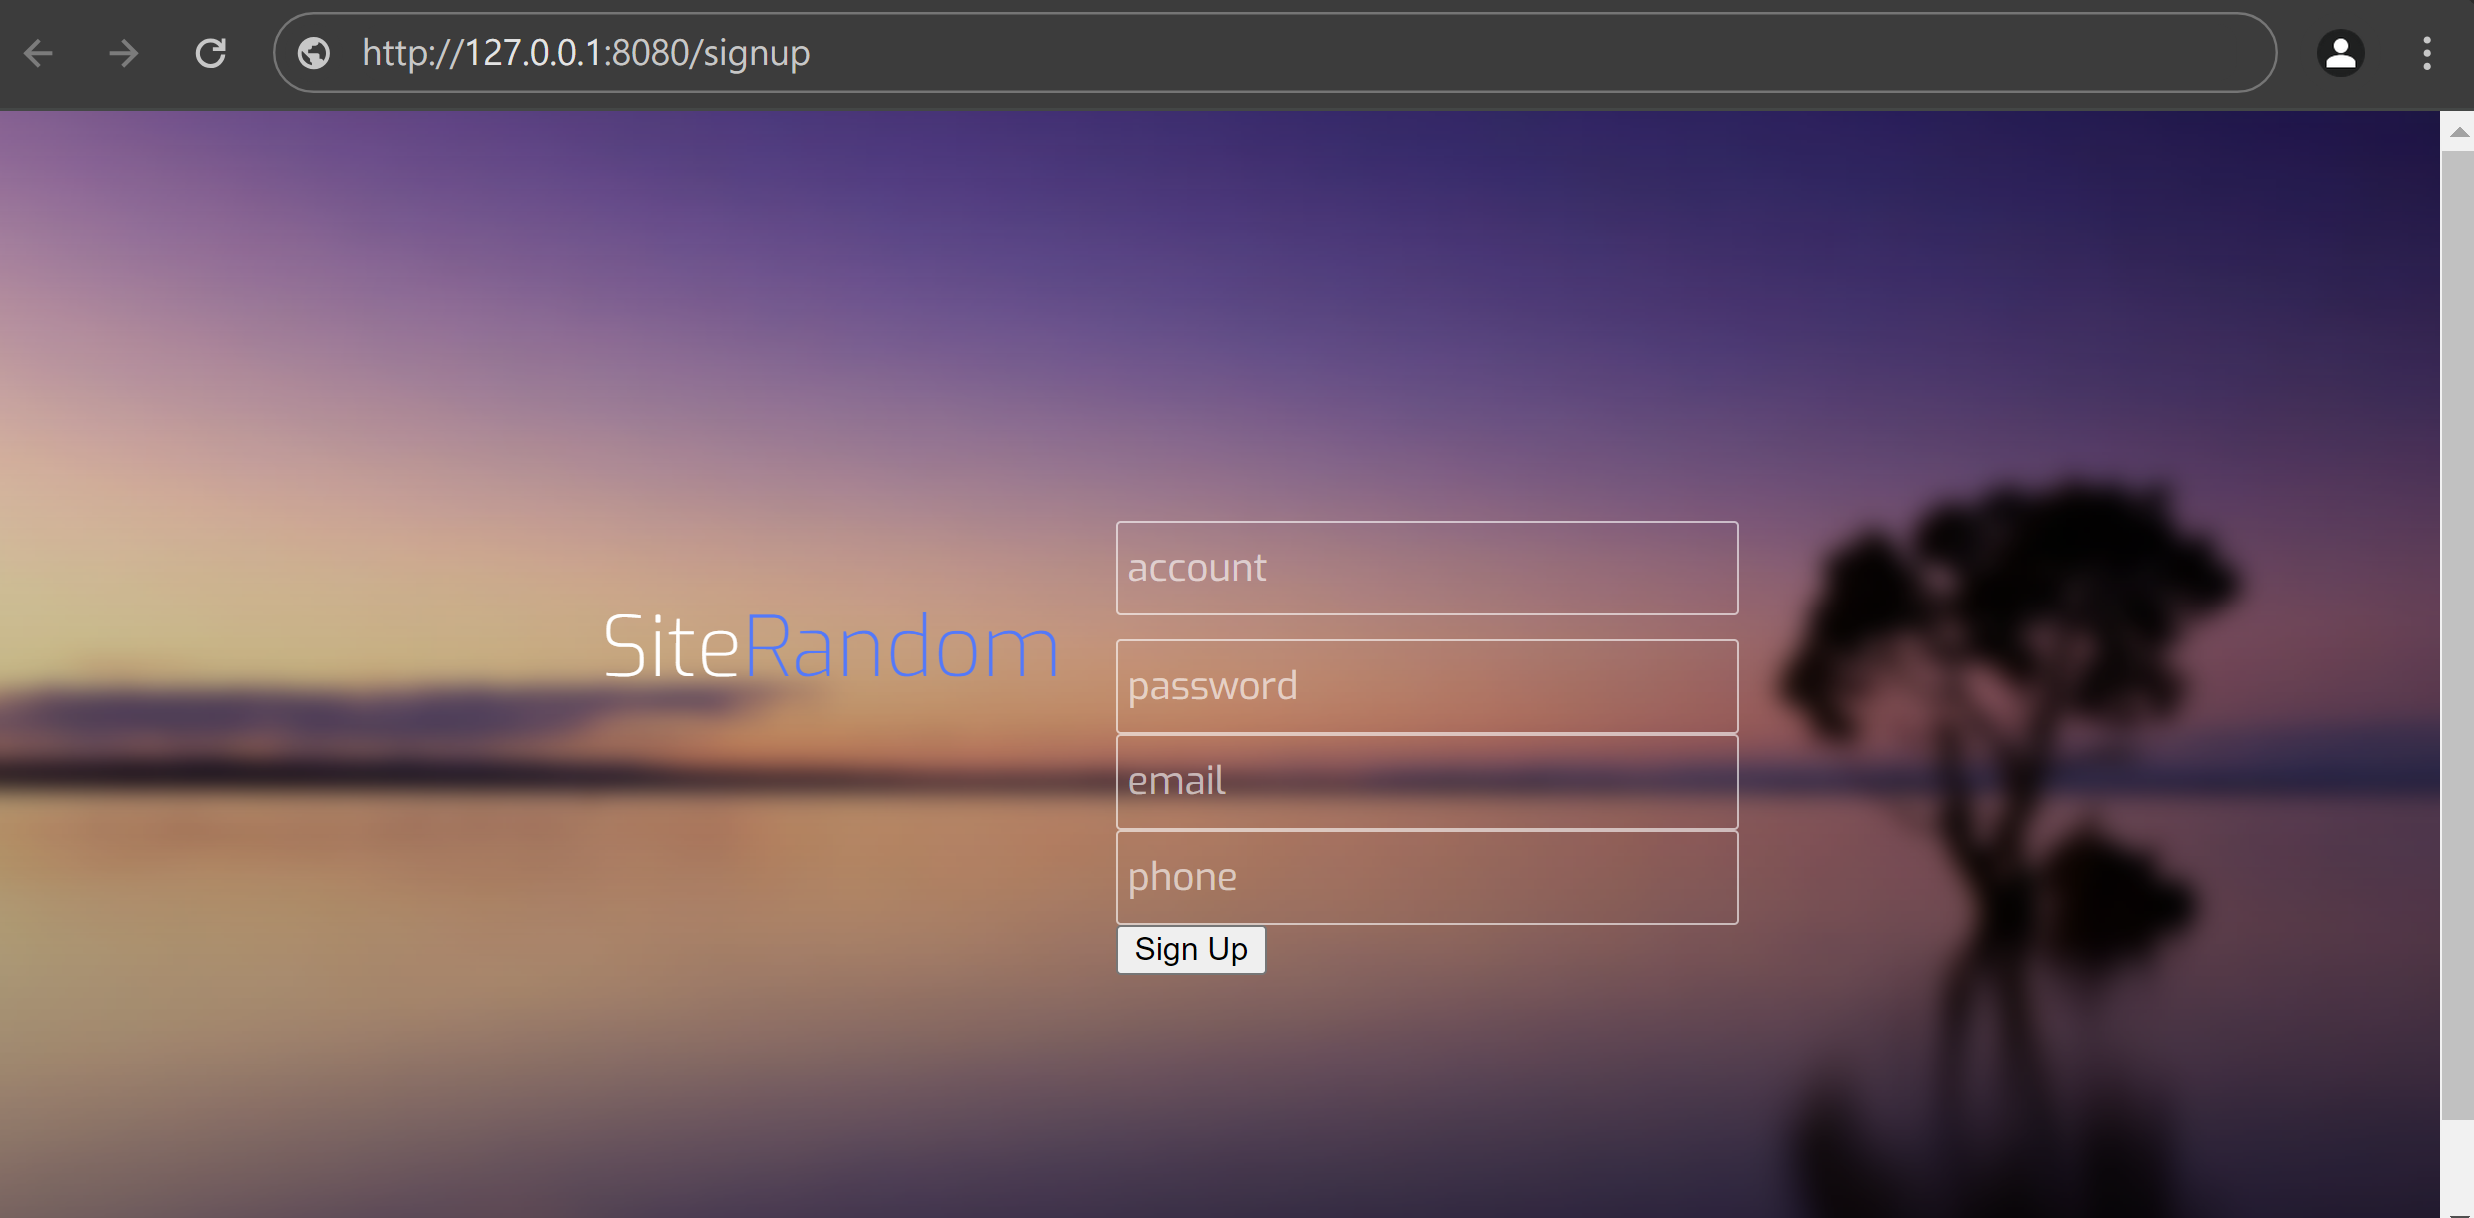 http://127.0.0.1:8080/signup
account
SiteRandom
password
email
phone
Sign Up